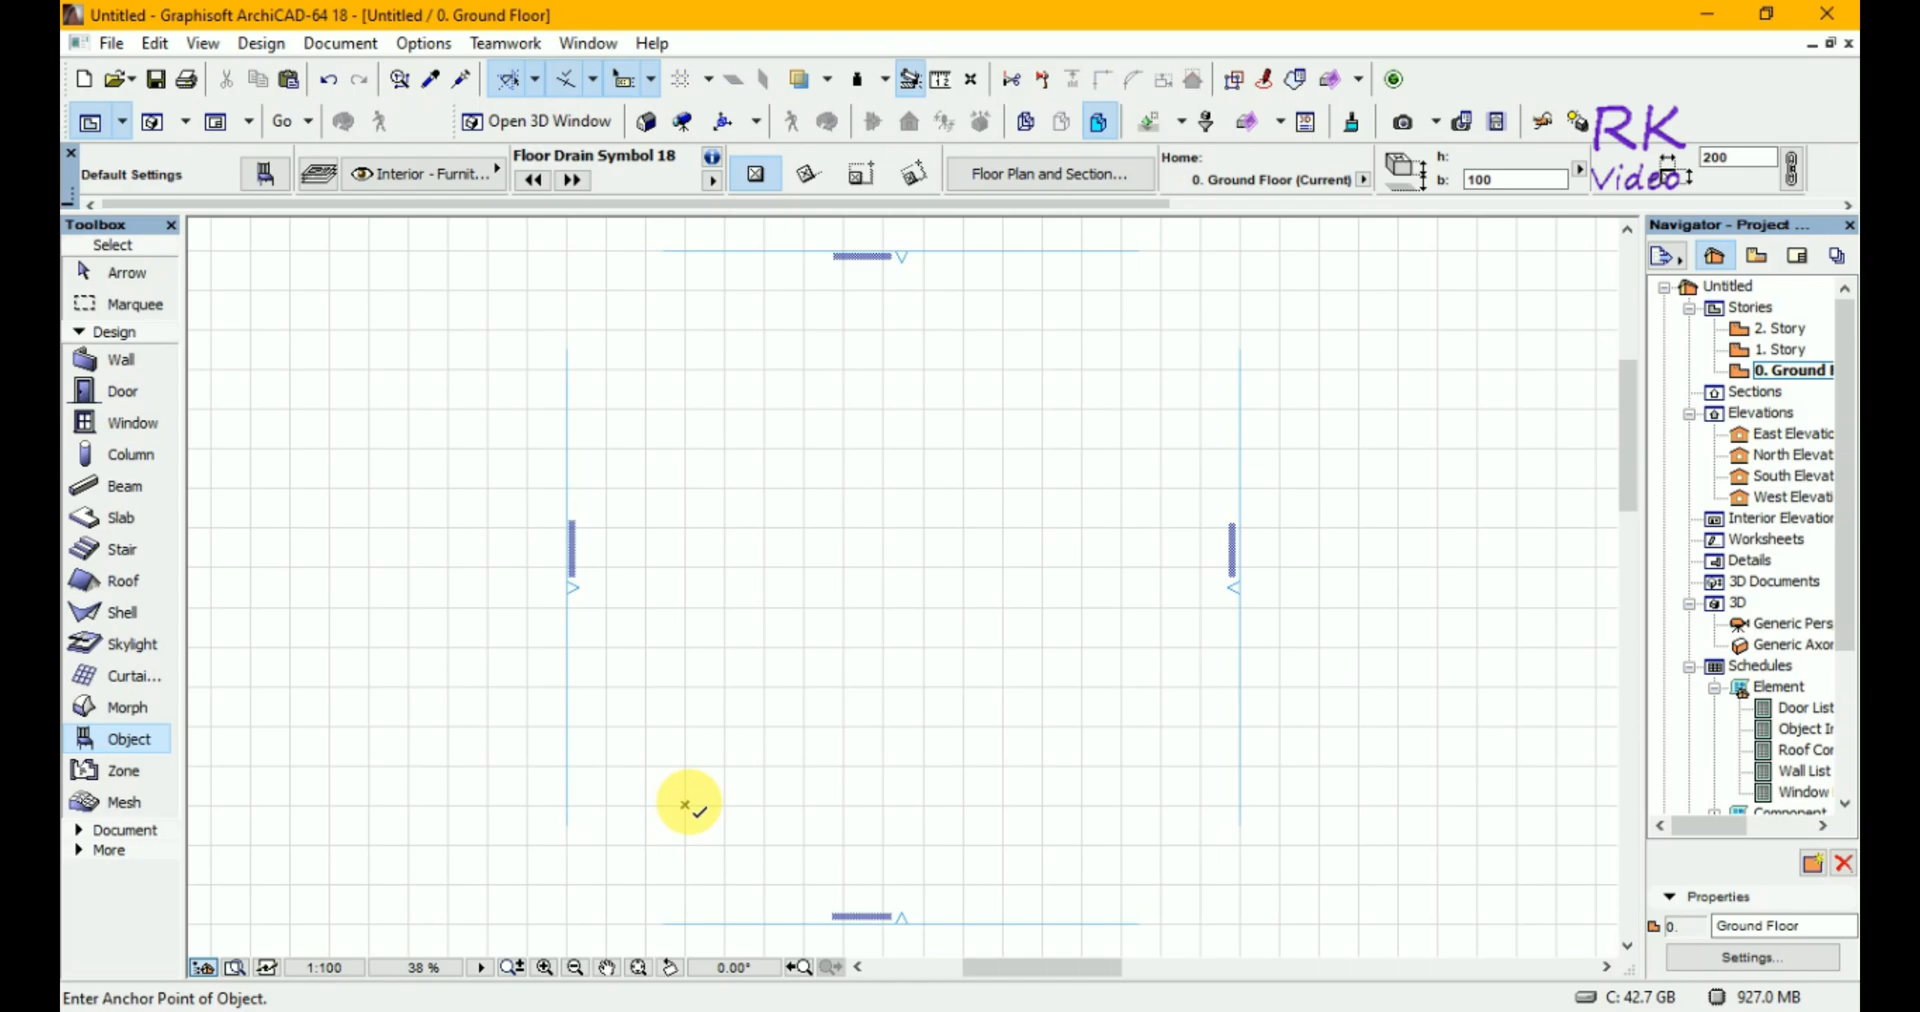 Untitled - Graphisoft ArchiCAD-64 18 - [Untitled / 0. Ground Floor]
File Edit View Design Document Options Teamwork Window Help
Go Open 3D Window
RK
Video
Default Settings
Interior - Furnit...
Floor Drain Symbol 18
Floor Plan and Section...
Home:
0. Ground Floor (Current)
h:
b: 100
200
Toolbox
Select
Arrow
Marquee
Design
Wall
Door
Window
Column
Beam
Slab
Stair
Roof
Shell
Skylight
Curtai...
Morph
Object
Zone
Mesh
Document
More
Navigator - Project ...
Untitled
Stories
2. Story
1. Story
0. Ground F
Sections
Elevations
East Elevatic
North Elevat
South Elevat
West Elevati
Interior Elevation
Worksheets
Details
3D Documents
3D
Generic Pers
Generic Axor
Schedules
Element
Door List
Object Ir
Roof Cor
Wall List
Window
Component
Properties
0. Ground Floor
Settings...
1:100 38 % 0.00°
Enter Anchor Point of Object.
C: 42.7 GB 927.0 MB